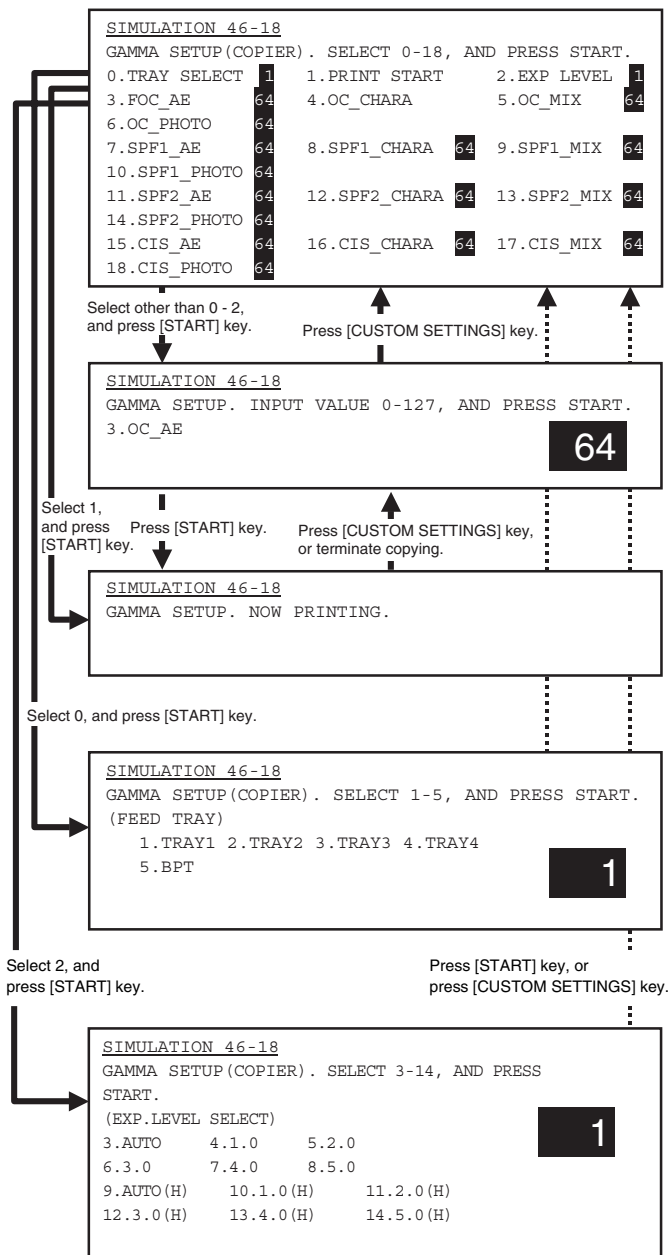 SIMULATION 46-18
GAMMA SETUP(COPIER). SELECT 0-18, AND PRESS START.
0.TRAY SELECT 1 1.PRINT START 2.EXP LEVEL 1
3.FOC_AE 64 4.OC_CHARA 5.OC_MIX 64
6.OC_PHOTO 64
7.SPF1_AE 64 8.SPF1_CHARA 64 9.SPF1_MIX 64
10.SPF1_PHOTO 64
11.SPF2_AE 64 12.SPF2_CHARA 64 13.SPF2_MIX 64
14.SPF2_PHOTO 64
15.CIS_AE 64 16.CIS_CHARA 64 17.CIS_MIX 64
18.CIS_PHOTO 64
Select other than 0 - 2,
and press [START] key.
Press [CUSTOM SETTINGS] key.
SIMULATION 46-18
GAMMA SETUP. INPUT VALUE 0-127, AND PRESS START.
3.OC_AE
64
Select 1,
and press
[START] key.
Press [START] key.
Press [CUSTOM SETTINGS] key,
or terminate copying.
SIMULATION 46-18
GAMMA SETUP. NOW PRINTING.
Select 0, and press [START] key.
SIMULATION 46-18
GAMMA SETUP(COPIER). SELECT 1-5, AND PRESS START.
(FEED TRAY)
1.TRAY1 2.TRAY2 3.TRAY3 4.TRAY4
5.BPT
1
Select 2, and
press [START] key.
Press [START] key, or
press [CUSTOM SETTINGS] key.
SIMULATION 46-18
GAMMA SETUP(COPIER). SELECT 3-14, AND PRESS
START.
(EXP.LEVEL SELECT)
1
3.AUTO 4.1.0 5.2.0
6.3.0 7.4.0 8.5.0
9.AUTO(H) 10.1.0(H) 11.2.0(H)
12.3.0(H) 13.4.0(H) 14.5.0(H)